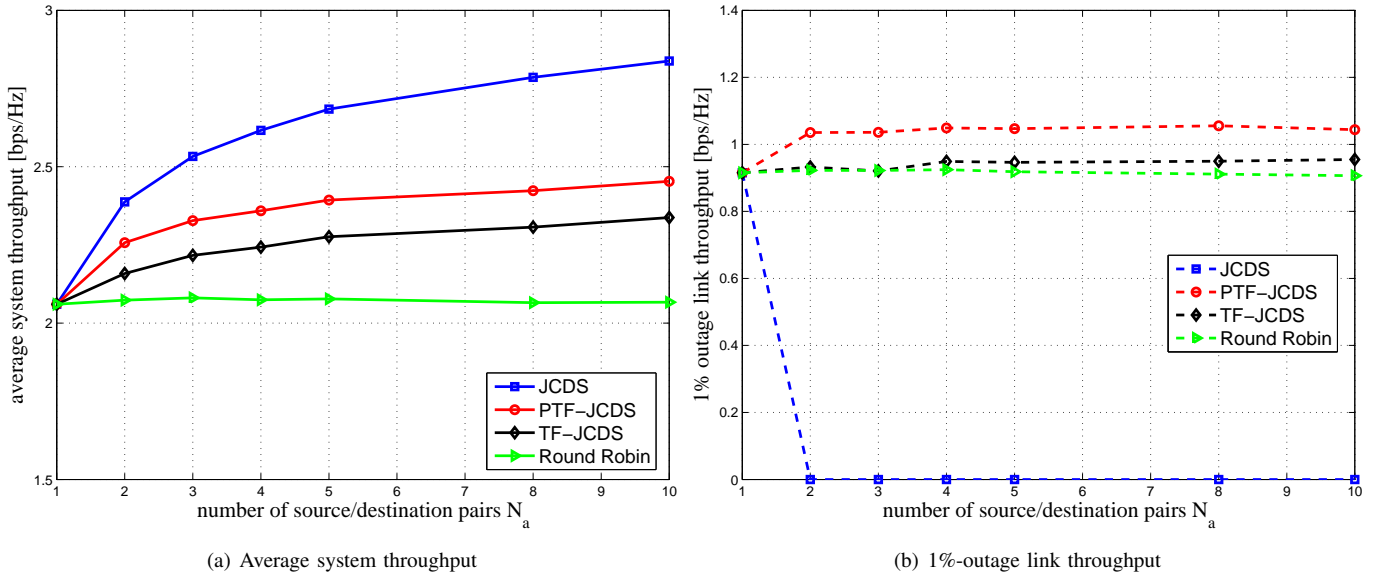 3
2.5
2
1.5
1 2 3 4 5 6 7 8 9 10
average system throughput [bps/Hz]
number of source/destination pairs N_a
JCDS
PTF−JCDS
TF−JCDS
Round Robin
(a) Average system throughput
1.4
1.2
1
0.8
0.6
0.4
0.2
0
1 2 3 4 5 6 7 8 9 10
1% outage link throughput [bps/Hz]
number of source/destination pairs N_a
JCDS
PTF−JCDS
TF−JCDS
Round Robin
(b) 1%-outage link throughput